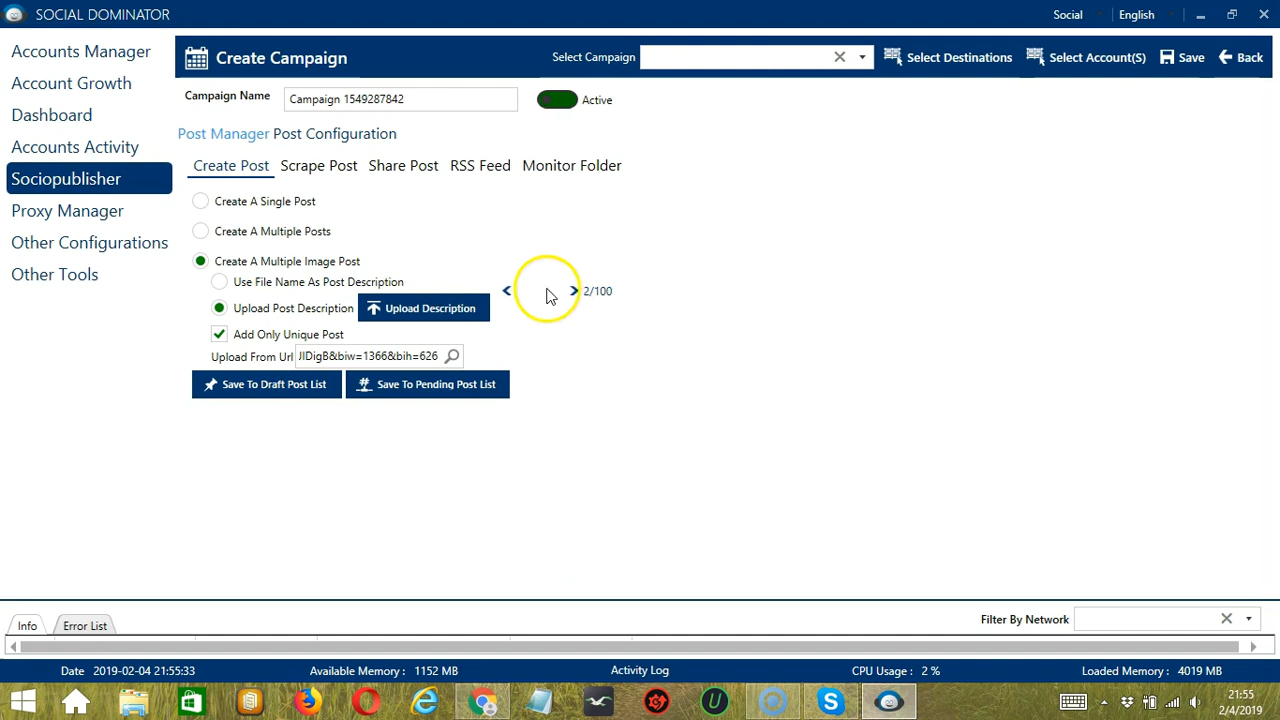 SOCIAL DOMINATOR
Social
English
Accounts Manager
Account Growth
Dashboard
Accounts Activity
Sociopublisher
Proxy Manager
Other Configurations
Other Tools
Create Campaign
Select Campaign
Select Destinations
Select Account(S)
Save
Back
Campaign Name
Campaign 1549287842
Active
Post Manager Post Configuration
Create Post Scrape Post Share Post RSS Feed Monitor Folder
Create A Single Post
Create A Multiple Posts
Create A Multiple Image Post
Use File Name As Post Description
Upload Post Description
Upload Description
< > 2/100
Add Only Unique Post
Upload From Url
JIDigB&biw=1366&bih=626
Save To Draft Post List
Save To Pending Post List
Info
Error List
Filter By Network
Date 2019-02-04 21:55:33
Available Memory : 1152 MB
Activity Log
CPU Usage : 2 %
Loaded Memory : 4019 MB
21:55
2/4/2019